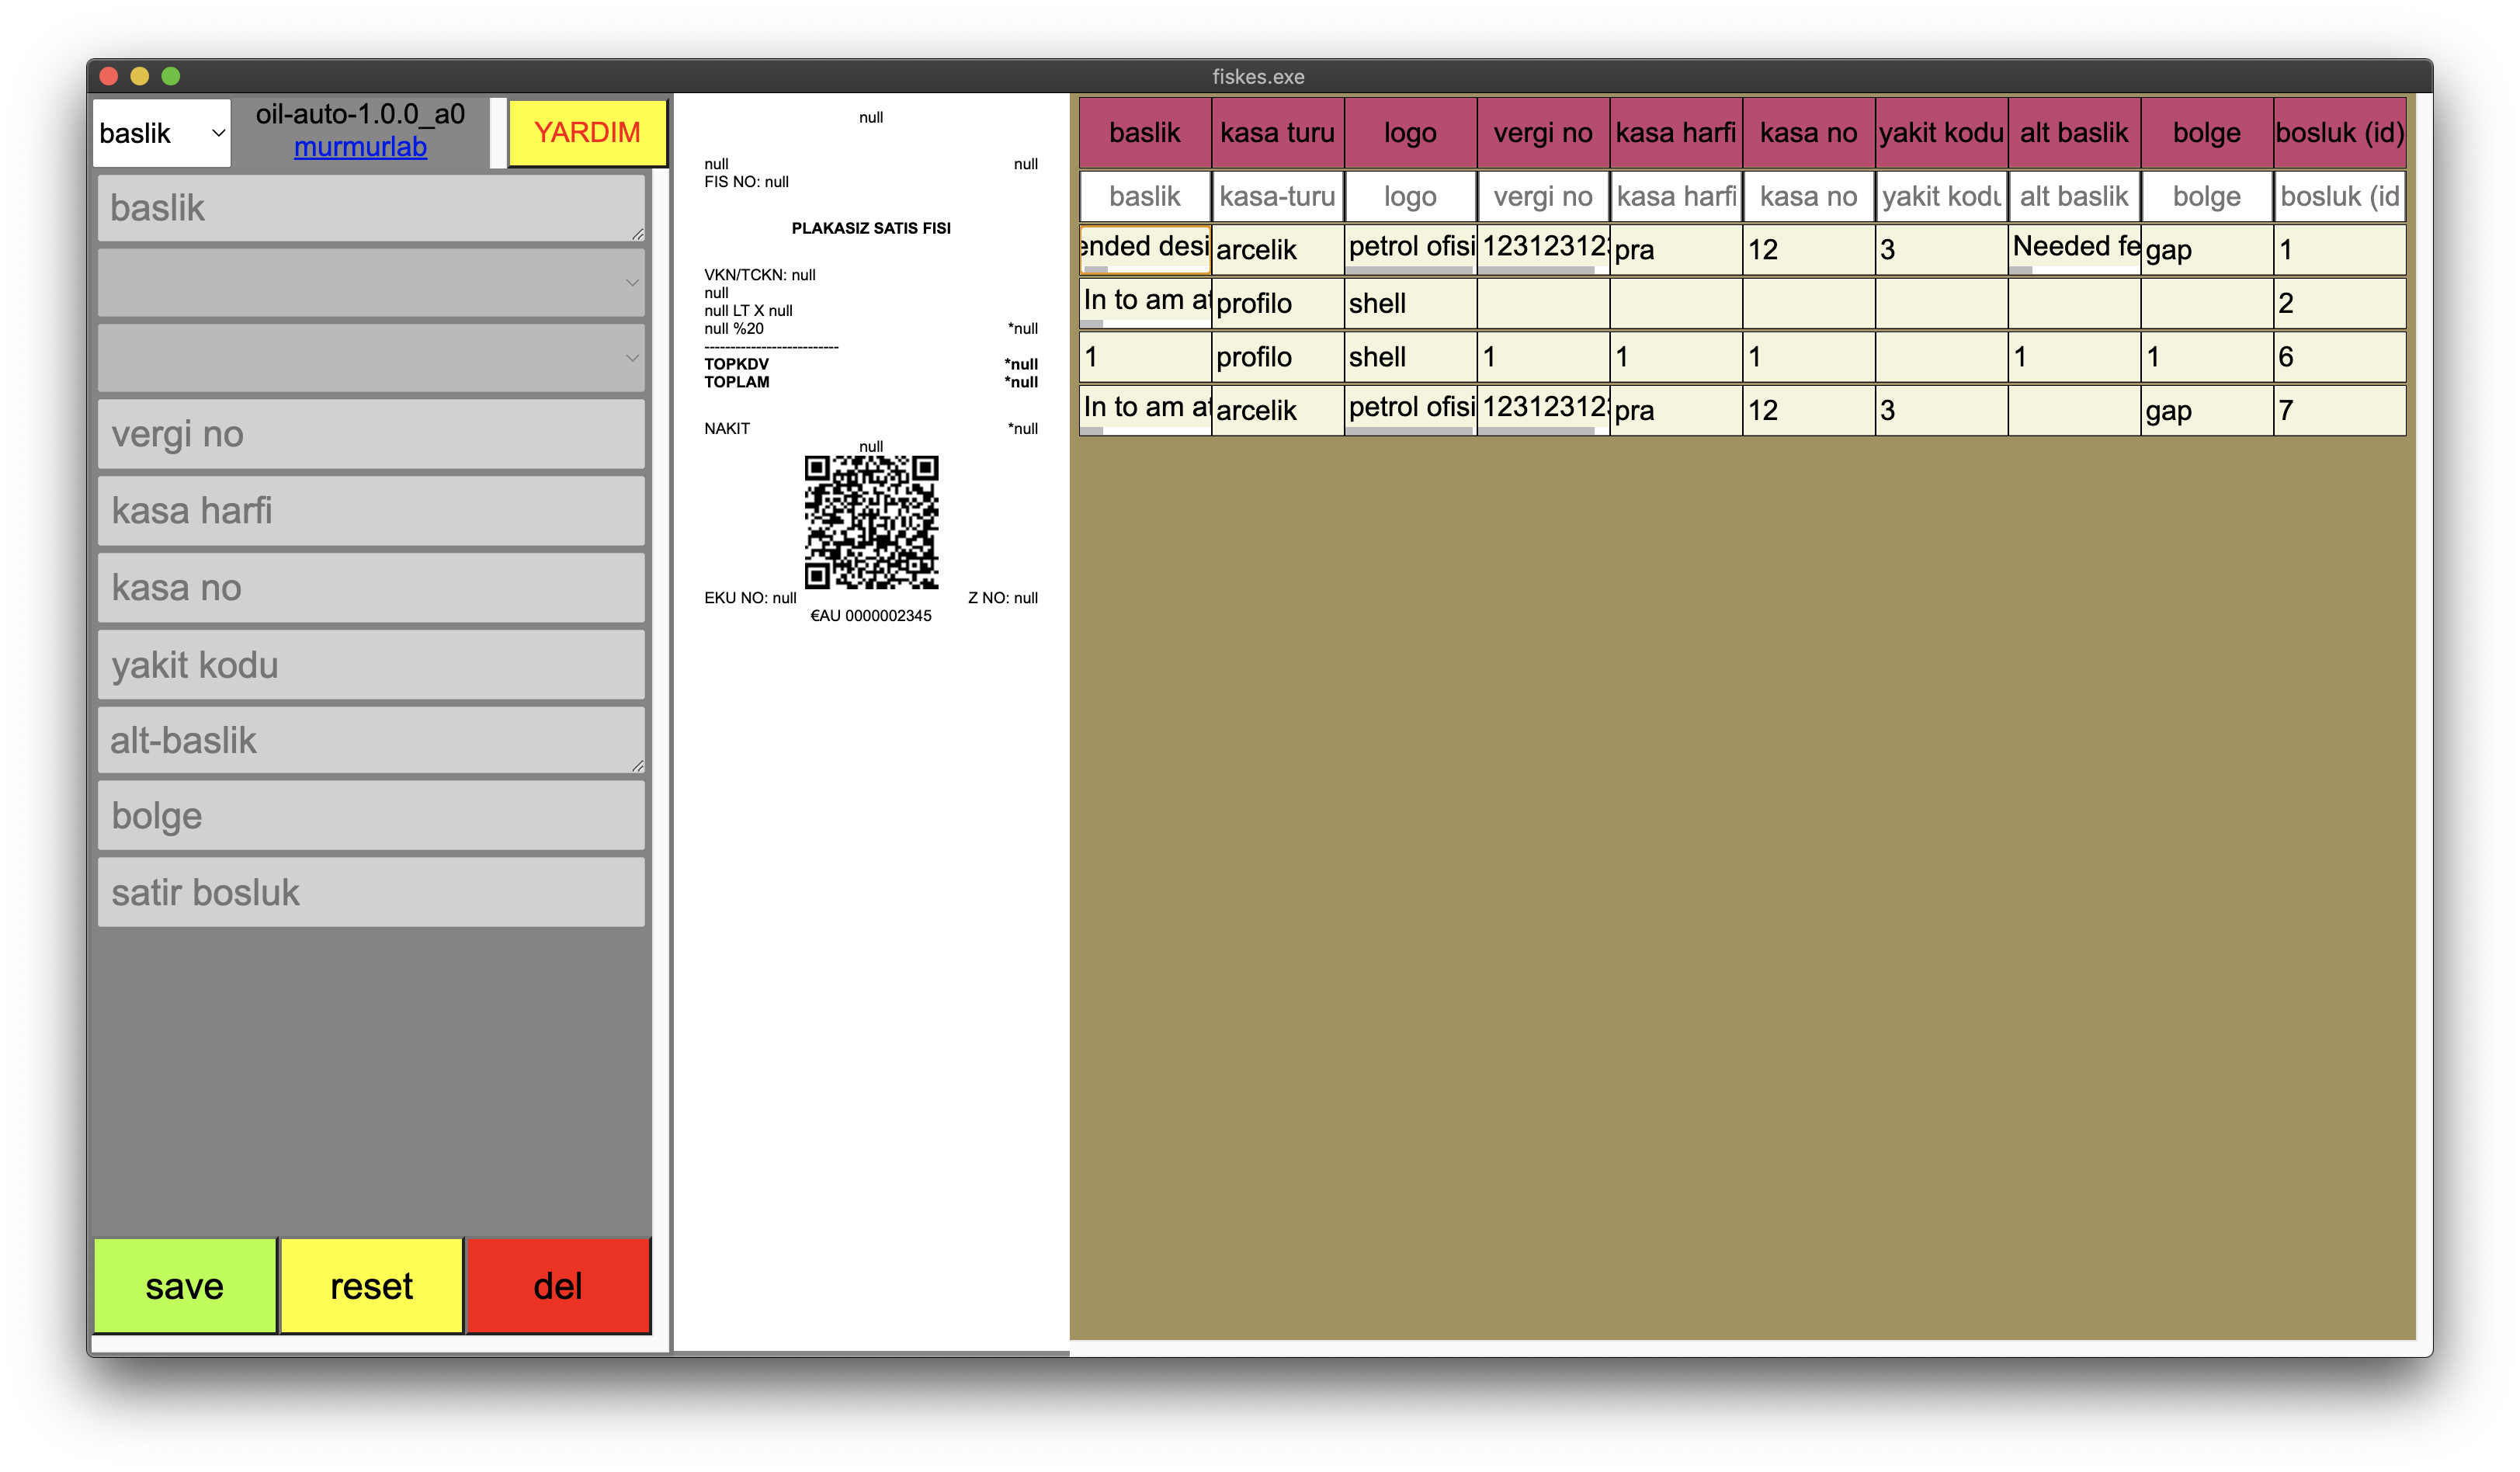 fiskes.exe
baslik
oil-auto-1.0.0_a0
murmurlab
YARDIM
baslik
vergi no
kasa harfi
kasa no
yakit kodu
alt-baslik
bolge
satir bosluk
save reset del
null
null null
FIS NO: null
PLAKASIZ SATIS FISI
VKN/TCKN: null
null
null LT X null
null %20 *null
--------------------------
TOPKDV *null
TOPLAM *null
NAKIT *null
null
EKU NO: null Z NO: null
€AU 0000002345
baslik kasa turu logo vergi no kasa harfi kasa no yakit kodu alt baslik bolge bosluk (id)
baslik kasa-turu logo vergi no kasa harfi kasa no yakit kodu alt baslik bolge bosluk (id
ended desi arcelik petrol ofisi 12312312 pra 12 3 Needed fe gap 1
In to am at profilo shell 2
1 profilo shell 1 1 1 1 1 6
In to am at arcelik petrol ofisi 12312312 pra 12 3 gap 7